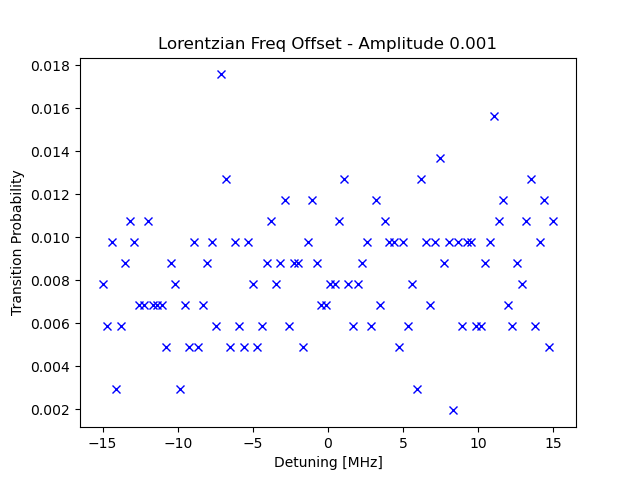 Lorentzian Freq Offset - Amplitude 0.001
Transition Probability
0.018
0.016
0.014
0.012
0.010
0.008
0.006
0.004
0.002
−15 −10 −5 0 5 10 15
Detuning [MHz]